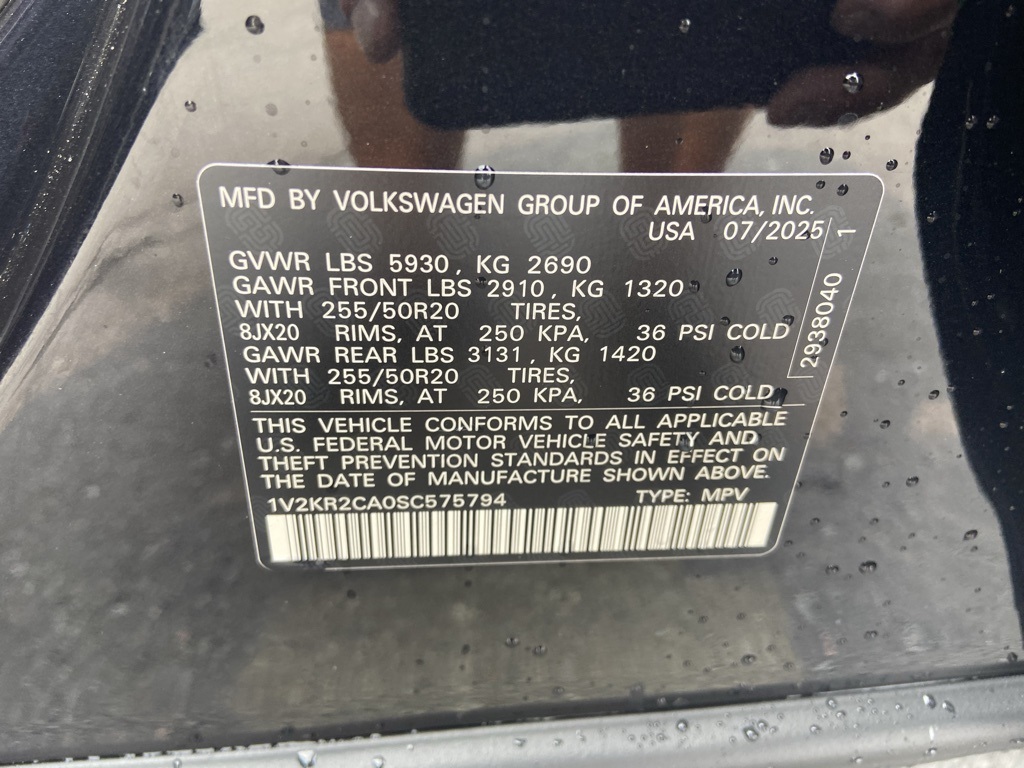 MFD BY VOLKSWAGEN GROUP OF AMERICA, INC.
USA 07/2025
GVWR LBS 5930, KG 2690
GAWR FRONT LBS 2910, KG 1320
WITH 255/50R20 TIRES,
8JX20 RIMS, AT 250 KPA, 36 PSI COLD
GAWR REAR LBS 3131, KG 1420
WITH 255/50R20 TIRES,
8JX20 RIMS, AT 250 KPA, 36 PSI COLD
2938040 1
THIS VEHICLE CONFORMS TO ALL APPLICABLE
U.S. FEDERAL MOTOR VEHICLE SAFETY AND
THEFT PREVENTION STANDARDS IN EFFECT ON
THE DATE OF MANUFACTURE SHOWN ABOVE.
1V2KR2CA0SC575794 TYPE: MPV